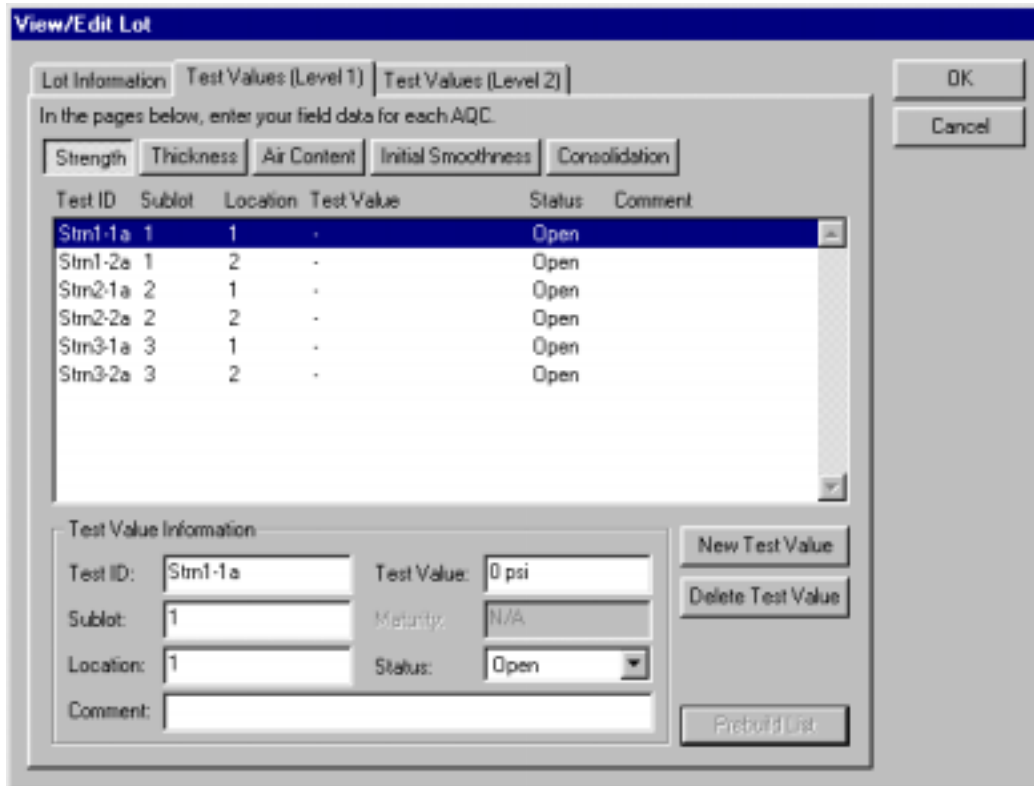 View/Edit Lot
Lot Information Test Values (Level 1) Test Values (Level 2)
OK
Cancel
In the pages below, enter your field data for each AQC.
Strength Thickness Air Content Initial Smoothness Consolidation
Test ID Sublot Location Test Value Status Comment
Strn1-1a 1 1 - Open
Strn1-2a 1 2 - Open
Strn2-1a 2 1 - Open
Strn2-2a 2 2 - Open
Strn3-1a 3 1 - Open
Strn3-2a 3 2 - Open
Test Value Information
Test ID: Strn1-1a Test Value: 0 psi
Sublot: 1 Maturity: N/A
Location: 1 Status: Open
Comment:
New Test Value
Delete Test Value
Prebuild List